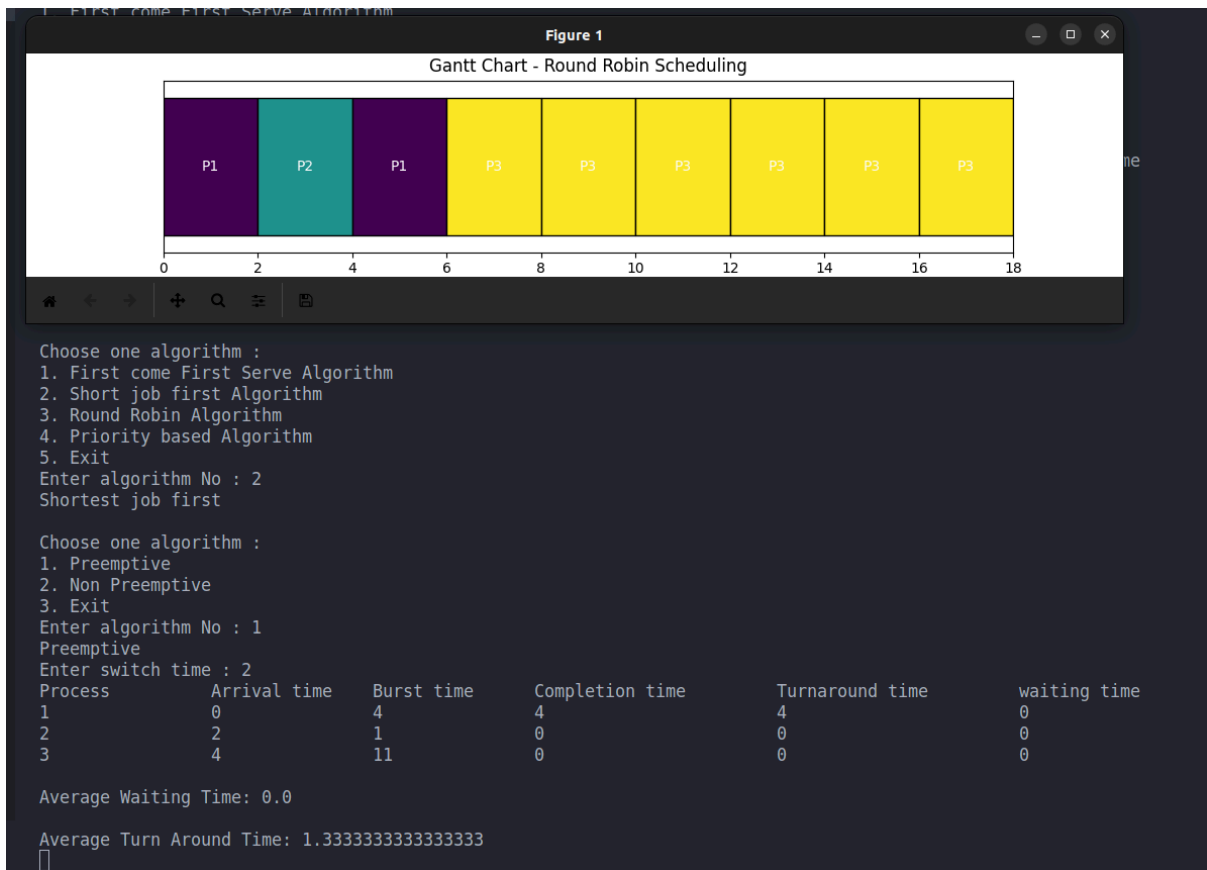 1. First come First Serve Algorithm
Figure 1
Gantt Chart - Round Robin Scheduling
P1 P2 P1 P3 P3 P3 P3 P3 P3
0 2 4 6 8 10 12 14 16 18
Choose one algorithm :
1. First come First Serve Algorithm
2. Short job first Algorithm
3. Round Robin Algorithm
4. Priority based Algorithm
5. Exit
Enter algorithm No : 2
Shortest job first
Choose one algorithm :
1. Preemptive
2. Non Preemptive
3. Exit
Enter algorithm No : 1
Preemptive
Enter switch time : 2
Process Arrival time Burst time Completion time Turnaround time waiting time
1 0 4 4 4 0
2 2 1 0 0 0
3 4 11 0 0 0
Average Waiting Time: 0.0
Average Turn Around Time: 1.3333333333333333